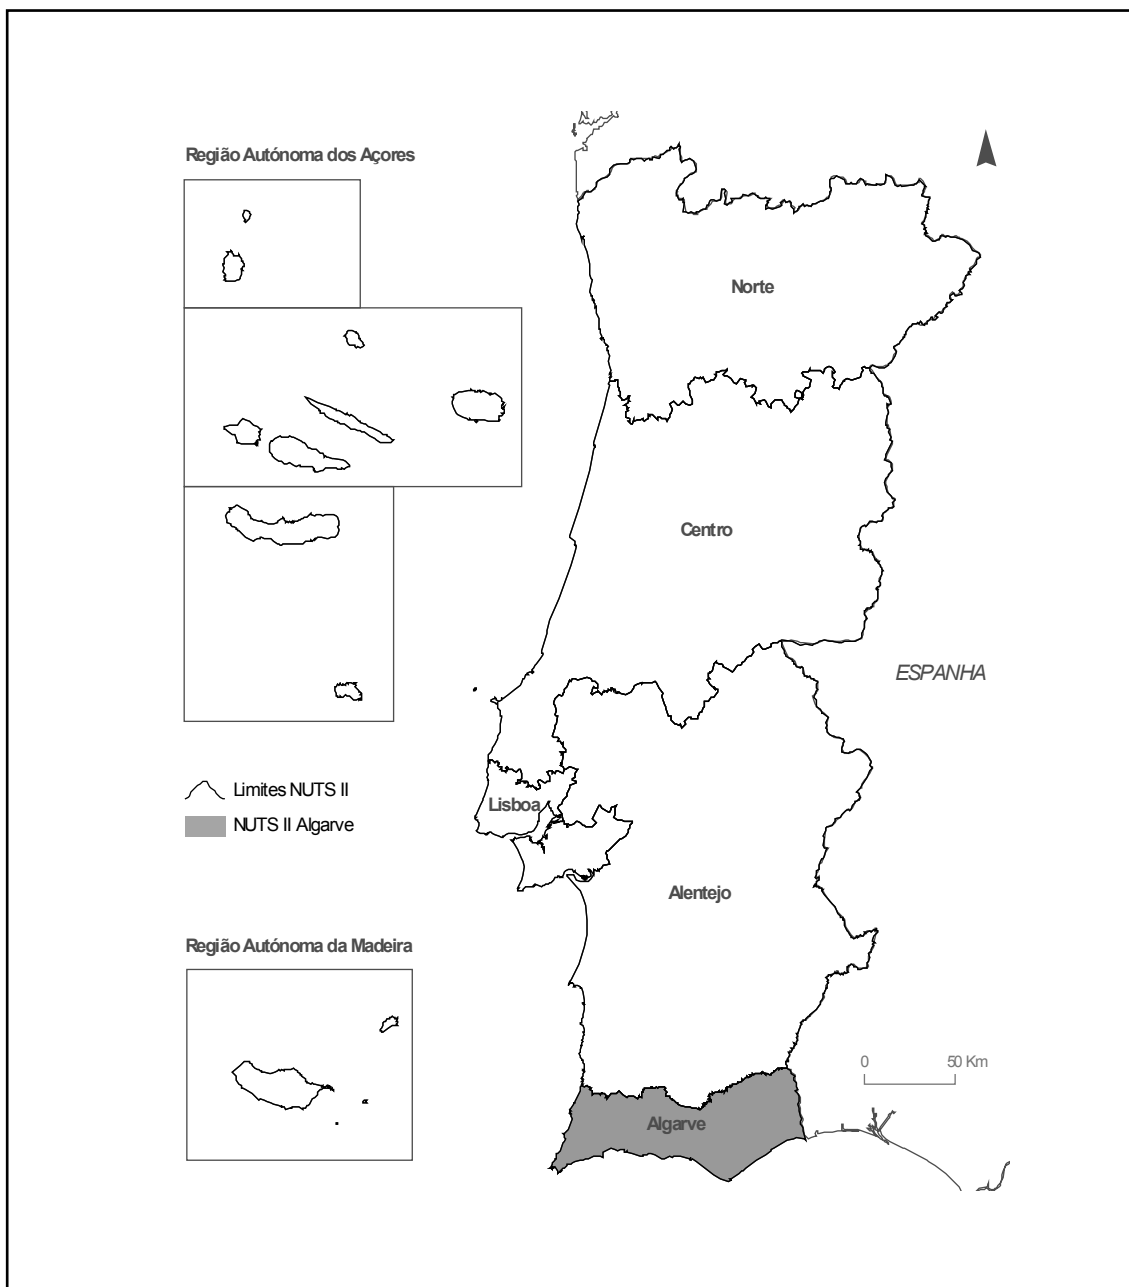 Região Autónoma dos Açores
Norte
Centro
ESPANHA
Limites NUTS II
Lisboa
NUTS II Algarve
Alentejo
Região Autónoma da Madeira
0 50 Km
Algarve